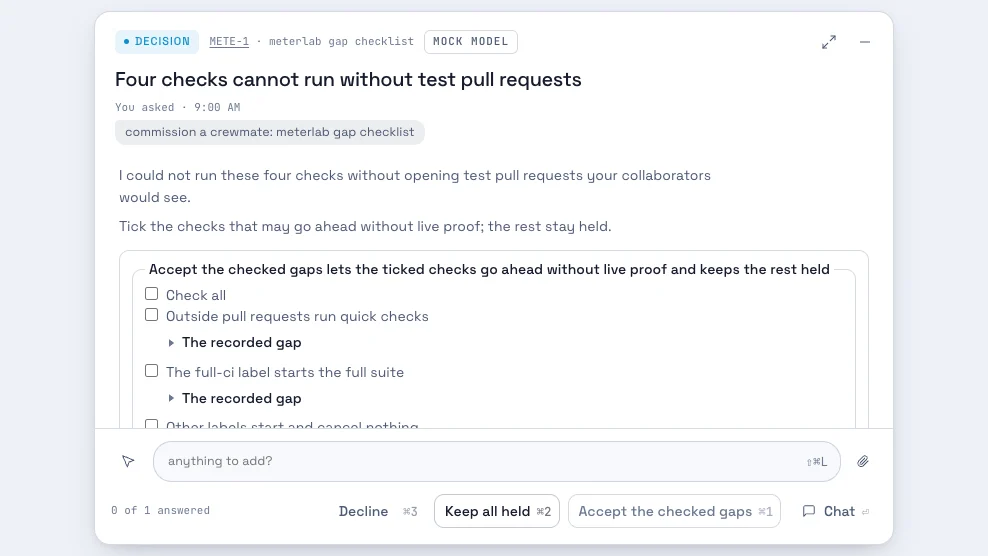 DECISION METE-1 · meterlab gap checklist MOCK MODEL
Four checks cannot run without test pull requests
You asked · 9:00 AM
commission a crewmate: meterlab gap checklist
I could not run these four checks without opening test pull requests your collaborators
would see.
Tick the checks that may go ahead without live proof; the rest stay held.
Accept the checked gaps lets the ticked checks go ahead without live proof and keeps the rest held
Check all
Outside pull requests run quick checks
The recorded gap
The full-ci label starts the full suite
The recorded gap
Other labels start and cancel nothing
anything to add? ⇧⌘L
0 of 1 answered Decline ⌘3 Keep all held ⌘2 Accept the checked gaps ⌘1 Chat ⏎